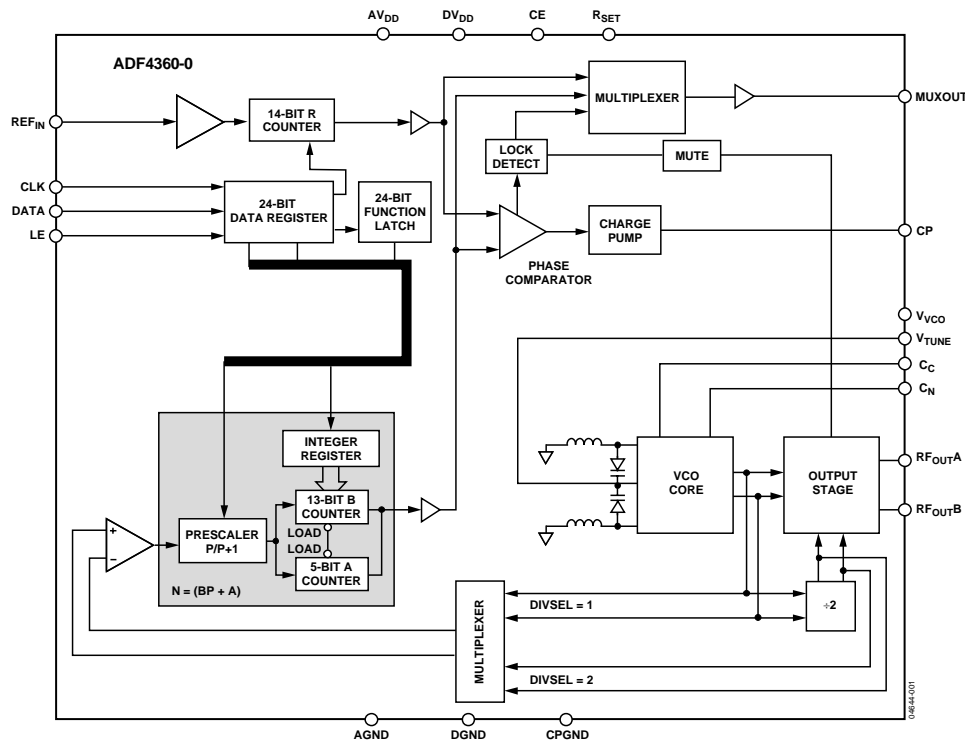 AVDD
DVDD
CE
RSET
ADF4360-0
MULTIPLEXER
MUXOUT
REFIN
14-BIT R
COUNTER
LOCK
DETECT
MUTE
CLK
DATA
LE
24-BIT
DATA REGISTER
24-BIT
FUNCTION
LATCH
CHARGE
PUMP
CP
PHASE
COMPARATOR
VVCO
VTUNE
CC
CN
INTEGER
REGISTER
VCO
CORE
OUTPUT
STAGE
RFOUTA
RFOUTB
13-BIT B
COUNTER
+
−
PRESCALER
P/P+1
LOAD
LOAD
5-BIT A
COUNTER
N = (BP + A)
MULTIPLEXER
DIVSEL = 1
÷2
DIVSEL = 2
04644-001
AGND
DGND
CPGND